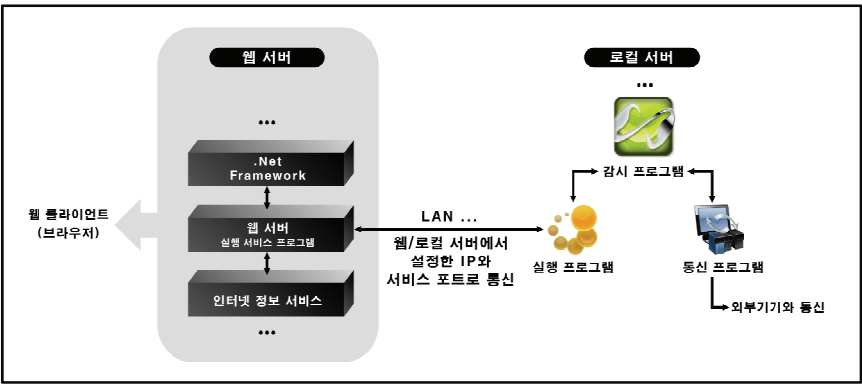 웹 서버
로컬 서버
...
...
.Net
Framework
감시 프로그램
웹 클라이언트
(브라우저)
웹 서버
실행 서비스 프로그램
LAN ...
웹/로컬 서버에서
설정한 IP와
서비스 포트로 통신
실행 프로그램
통신 프로그램
인터넷 정보 서비스
외부기기와 통신
...